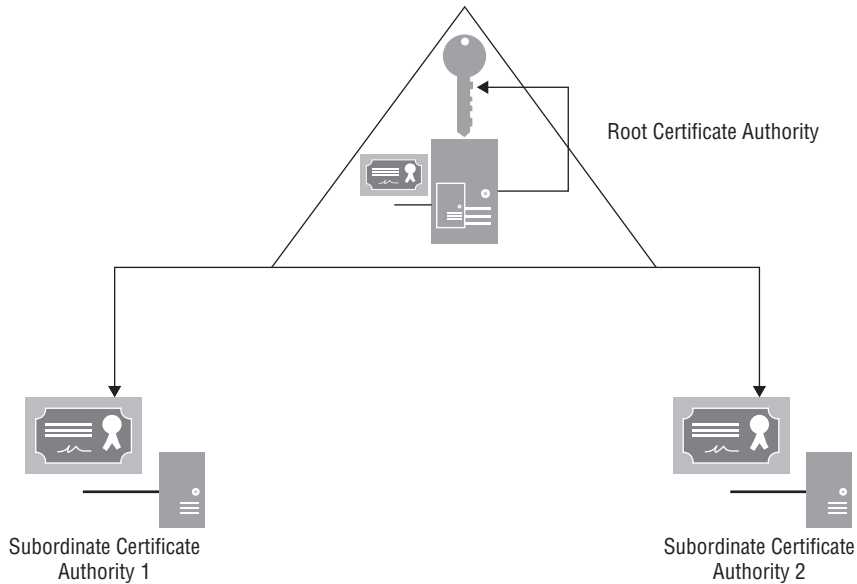 Root Certificate Authority
Subordinate Certificate
Authority 1
Subordinate Certificate
Authority 2